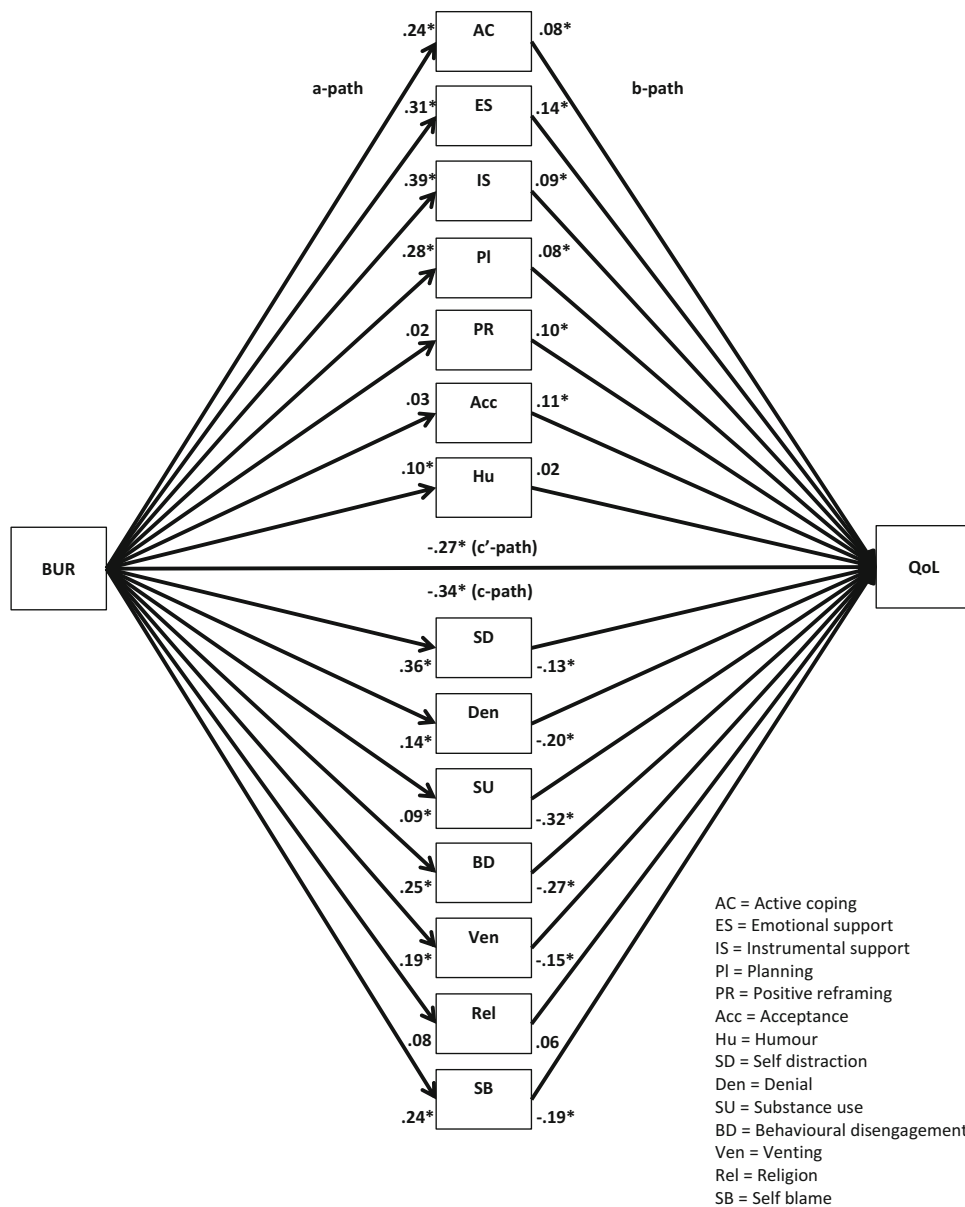 .24* AC .08*
a-path b-path
.31* ES .14*
.39* IS .09*
.28* Pl .08*
.02 PR .10*
.03 Acc .11*
.10* Hu .02
-.27* (c'-path)
BUR QoL
-.34* (c-path)
SD
.36* -.13*
Den
.14* -.20*
SU
.09* -.32*
BD
.25* -.27*
Ven
.19* -.15*
Rel
.08 .06
SB
.24* -.19*
AC = Active coping
ES = Emotional support
IS = Instrumental support
Pl = Planning
PR = Positive reframing
Acc = Acceptance
Hu = Humour
SD = Self distraction
Den = Denial
SU = Substance use
BD = Behavioural disengagement
Ven = Venting
Rel = Religion
SB = Self blame